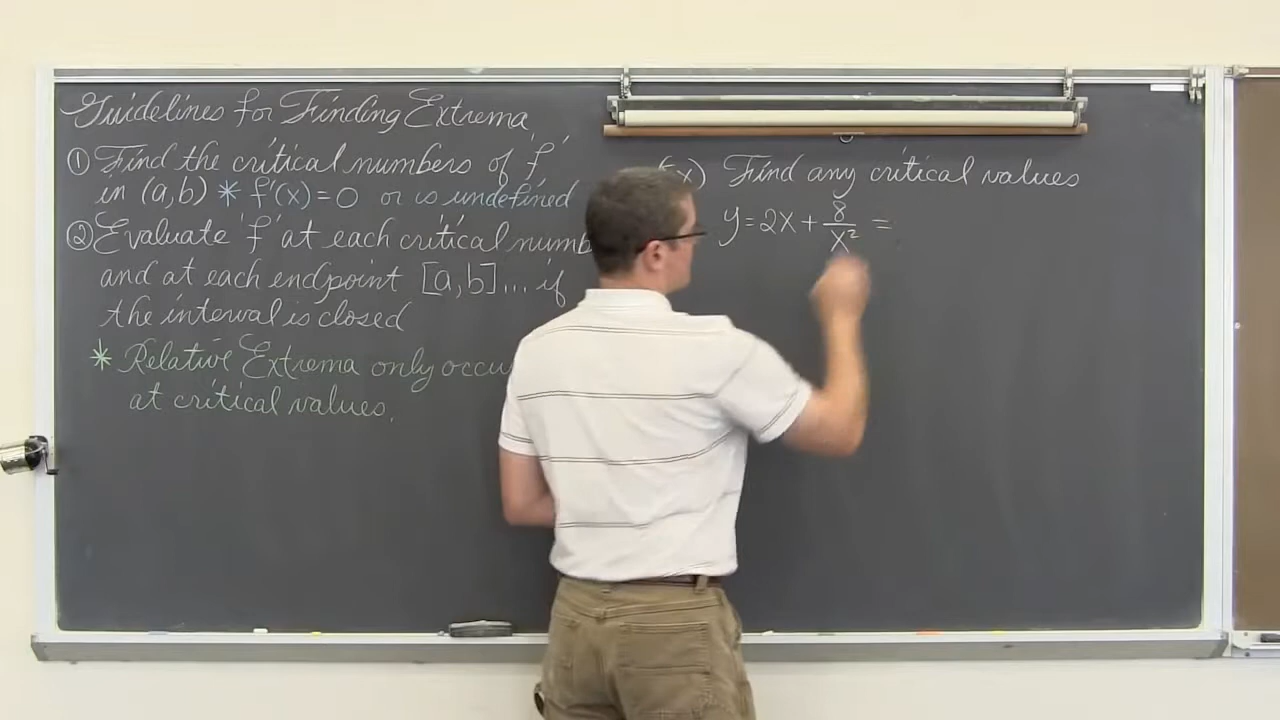 Guidelines for Finding Extrema
① Find the critical numbers of 'f'
in (a,b) * f'(x)=0 or is undefined
② Evaluate 'f' at each critical
and at each endpoint [a,b]... if
the interval is closed
* Relative Extrema only
at critical values.
x) Find any critical values
y=2x+8/x² =